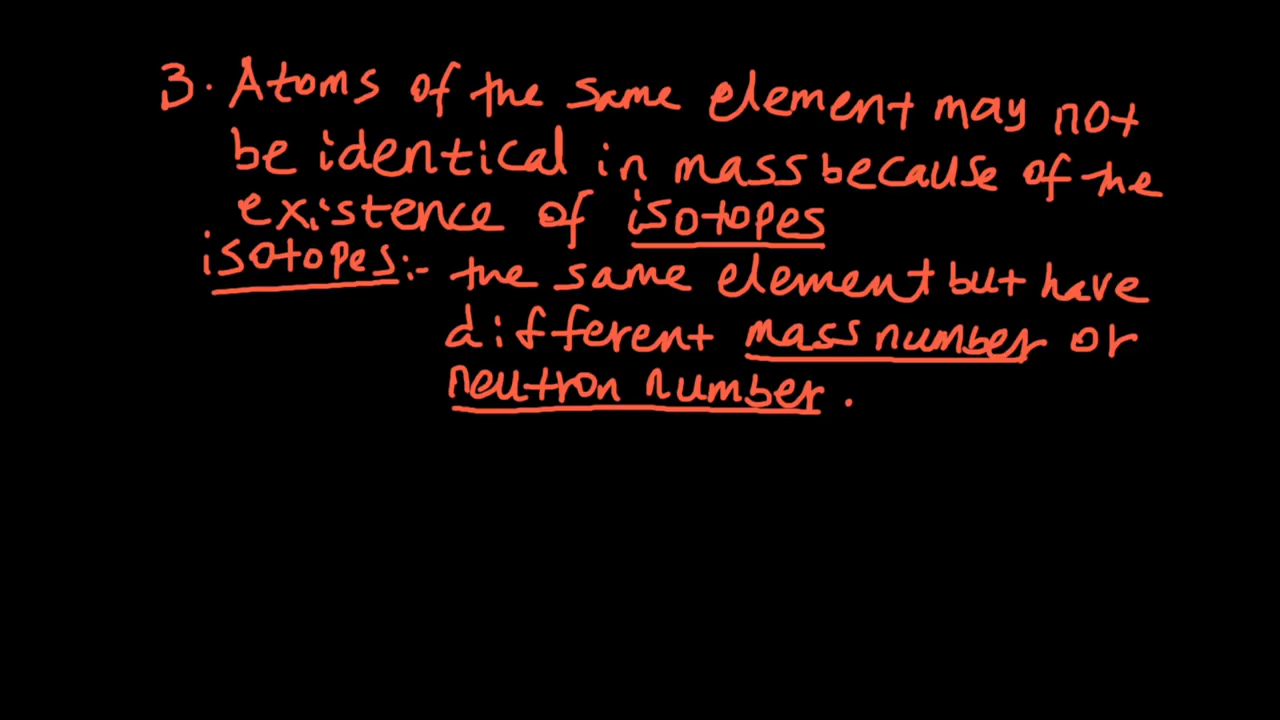 3. Atoms of the same element may not
be identical in mass because of the
existence of isotopes
isotopes:- the same element but have
different mass number or
neutron number.